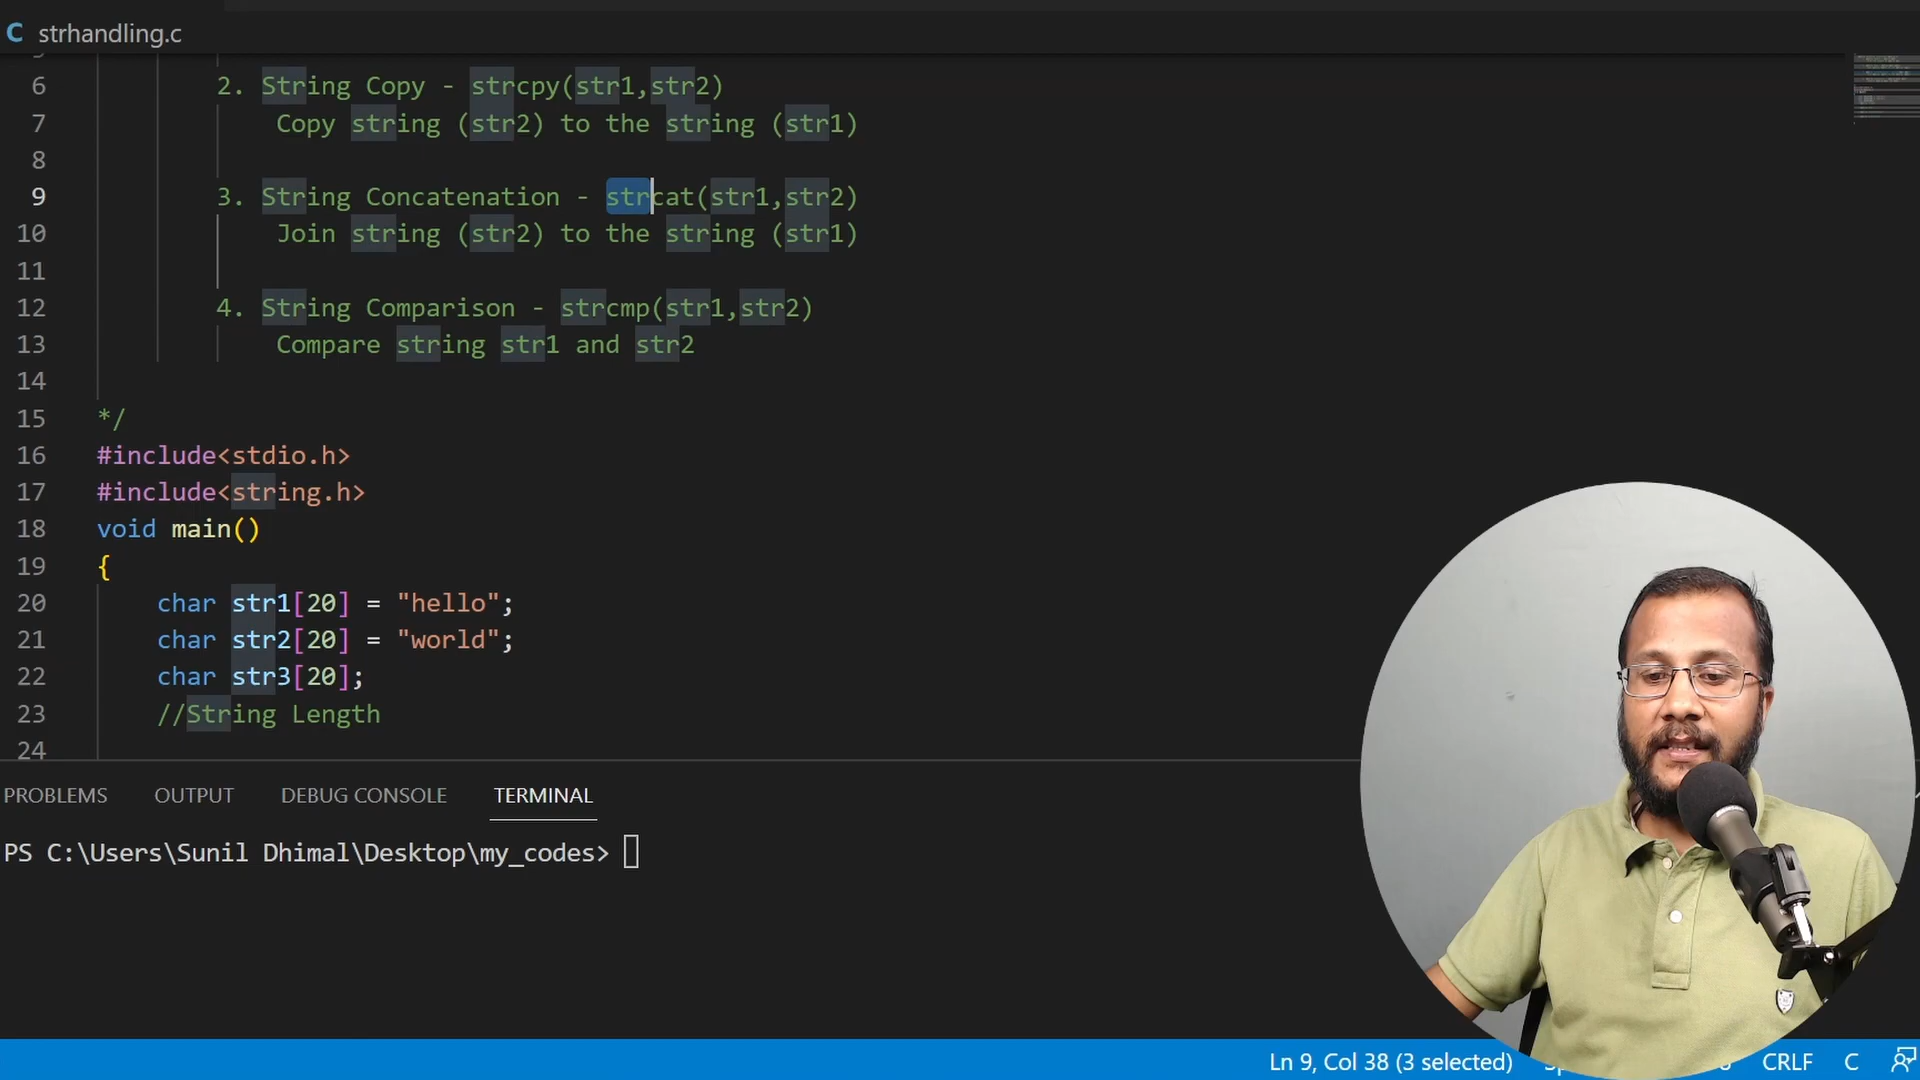 C strhandling.c
6 2. String Copy - strcpy(str1,str2)
7 Copy string (str2) to the string (str1)
8
9 3. String Concatenation - strcat(str1,str2)
10 Join string (str2) to the string (str1)
11
12 4. String Comparison - strcmp(str1,str2)
13 Compare string str1 and str2
14
15 */
16 #include<stdio.h>
17 #include<string.h>
18 void main()
19 {
20 char str1[20] = "hello";
21 char str2[20] = "world";
22 char str3[20];
23 //String Length
24
PROBLEMS OUTPUT DEBUG CONSOLE TERMINAL
PS C:\Users\Sunil Dhimal\Desktop\my_codes>
Ln 9, Col 38 (3 selected) CRLF C